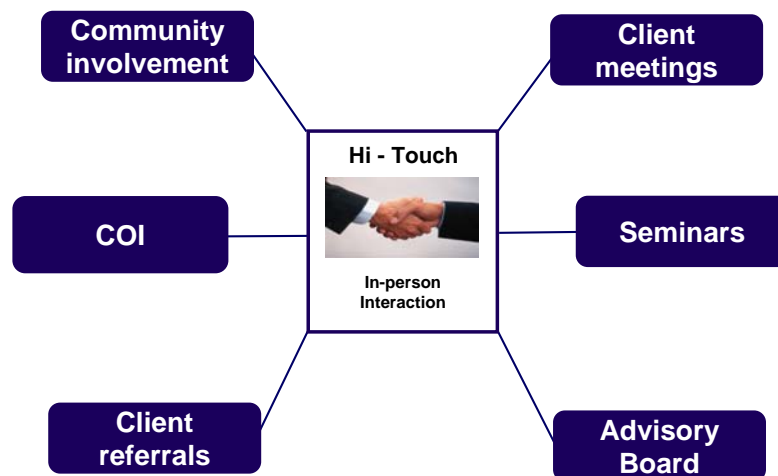 Community
involvement
Client
meetings
Hi - Touch
COI
Seminars
In-person
Interaction
Client
referrals
Advisory
Board